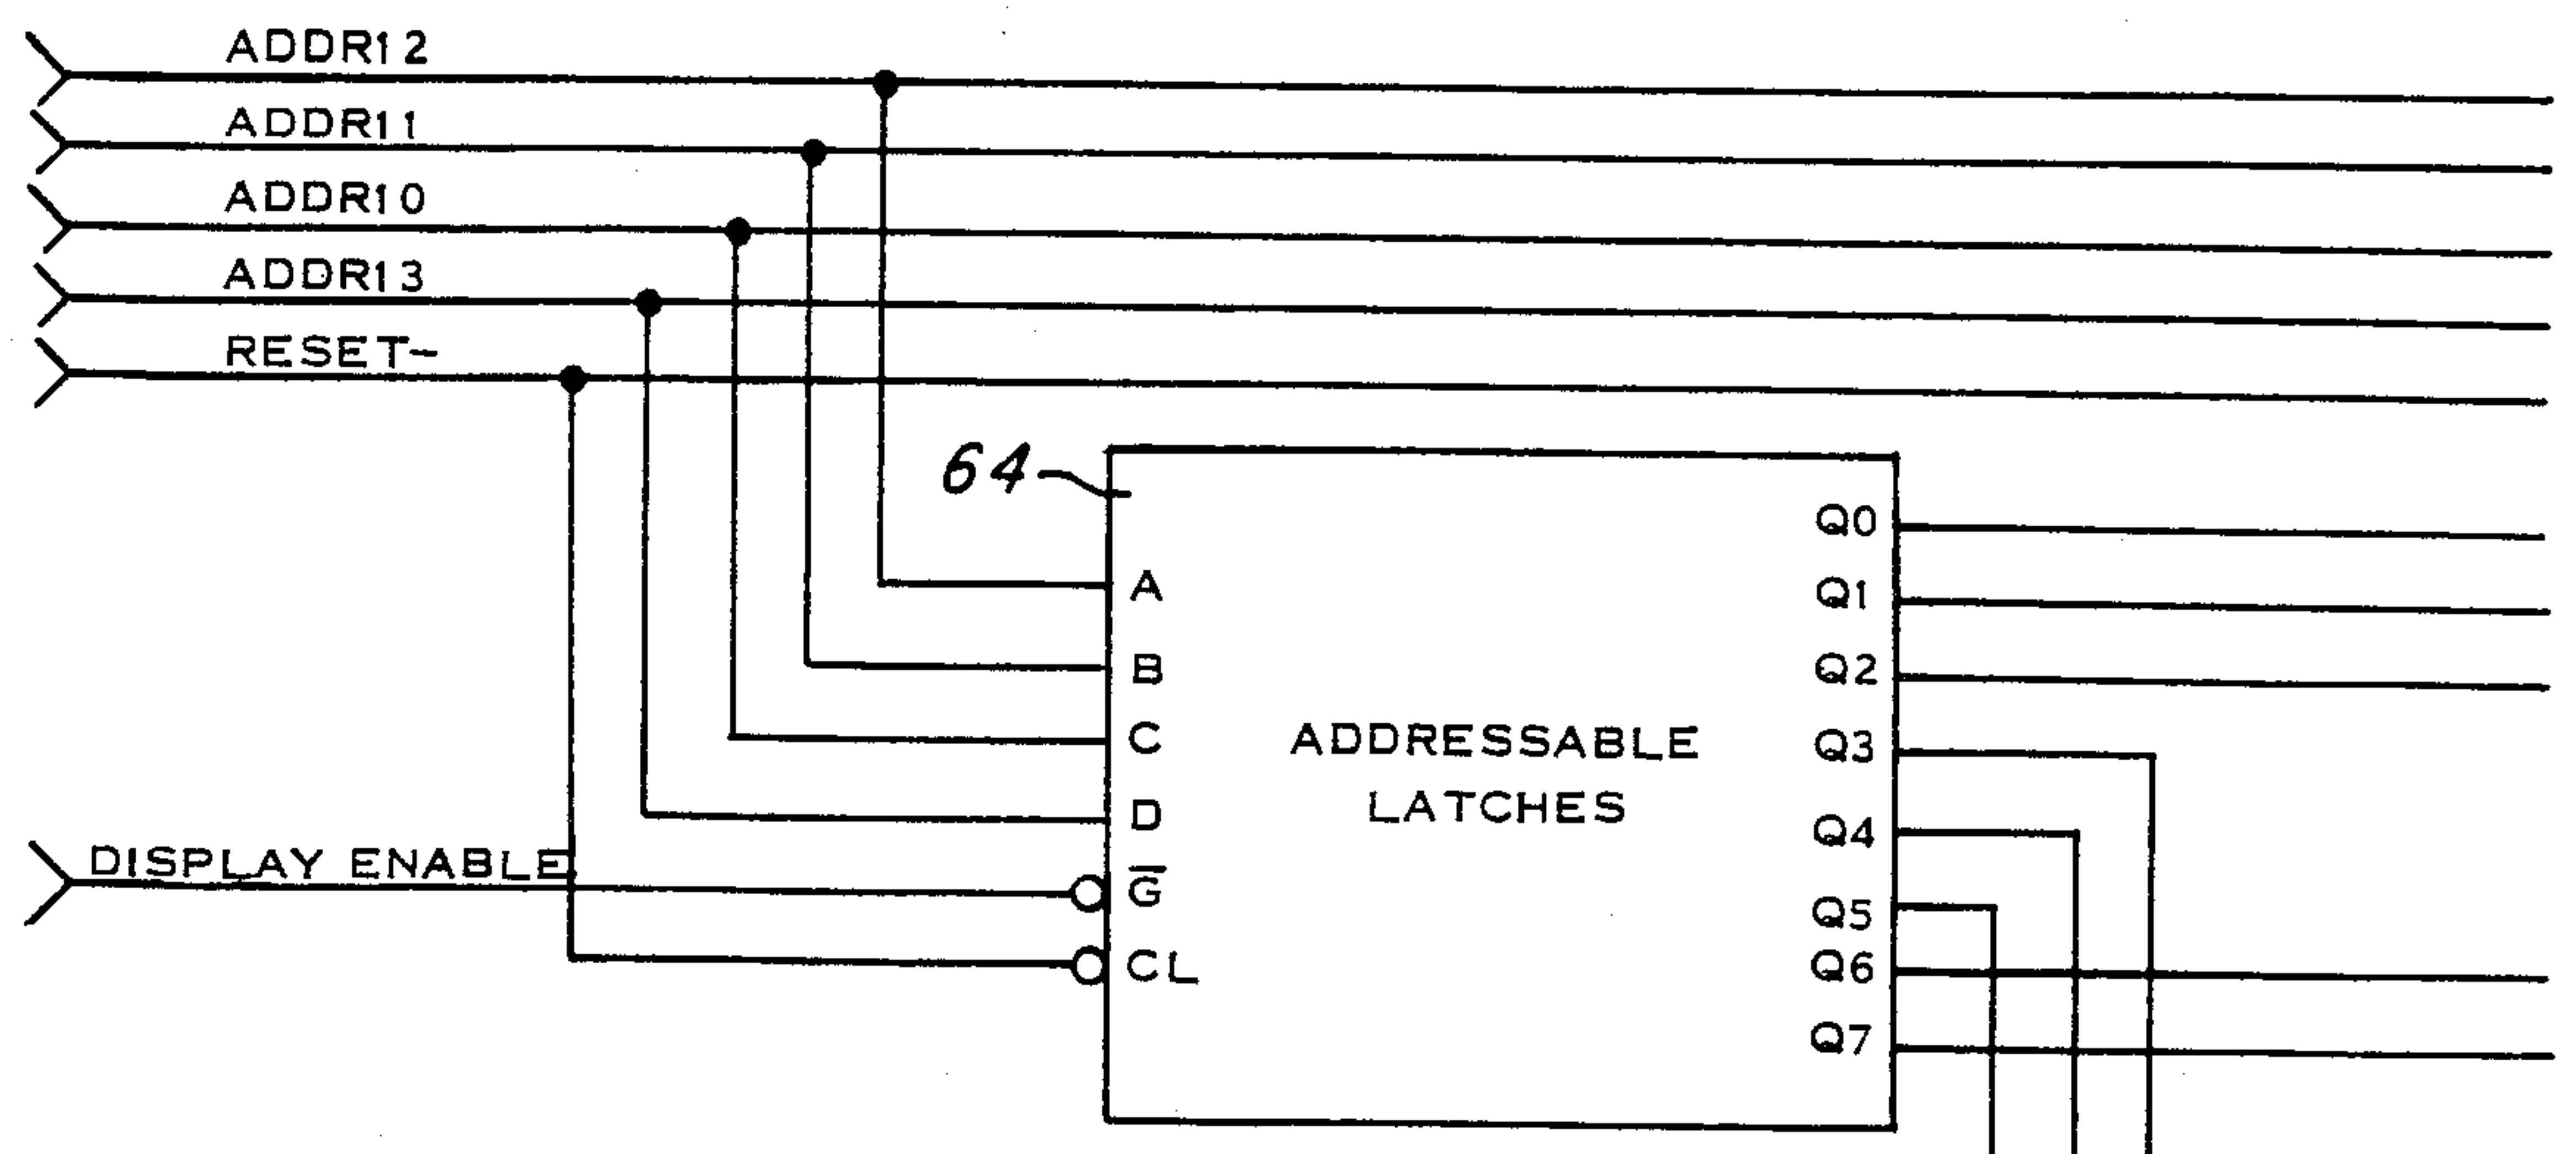 ADDR12
ADDR11
ADDR10
ADDR13
RESET-
64
Q0
A
Q1
B
Q2
C
ADDRESSABLE
Q3
D
LATCHES
Q4
DISPLAY ENABLE
G̅
Q5
CL
Q6
Q7